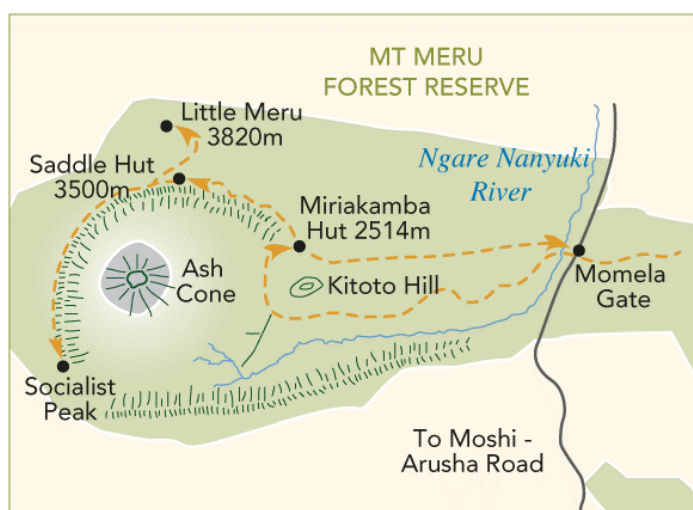 MT MERU
FOREST RESERVE
Little Meru
3820m
Saddle Hut
3500m
Ngare Nanyuki
River
Miriakamba
Hut 2514m
Ash
Cone
Kitoto Hill
Momela
Gate
Socialist
Peak
To Moshi -
Arusha Road